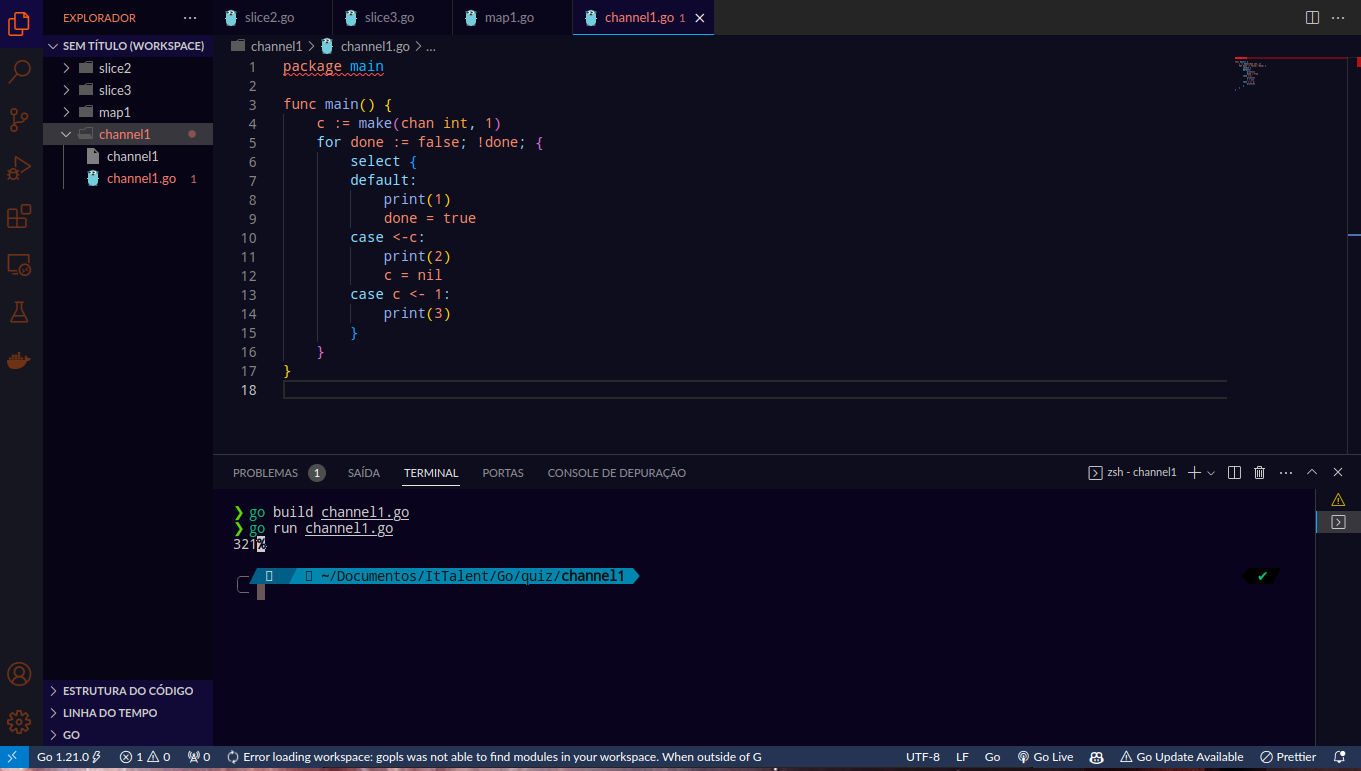 EXPLORADOR ···
slice2.go slice3.go map1.go channel1.go 1
SEM TÍTULO (WORKSPACE)
slice2
slice3
map1
channel1
channel1
channel1.go 1
channel1 > channel1.go > ...
1 package main
2
3 func main() {
4     c := make(chan int, 1)
5     for done := false; !done; {
6         select {
7         default:
8             print(1)
9             done = true
10         case <-c:
11             print(2)
12             c = nil
13         case c <- 1:
14             print(3)
15         }
16     }
17 }
18
PROBLEMAS 1 SAÍDA TERMINAL PORTAS CONSOLE DE DEPURAÇÃO zsh - channel1
❯ go build channel1.go
❯ go run channel1.go
321%
~/Documentos/ItTalent/Go/quiz/channel1 ✔
ESTRUTURA DO CÓDIGO
LINHA DO TEMPO
GO
Go 1.21.0 1 0 0 Error loading workspace: gopls was not able to find modules in your workspace. When outside of G UTF-8 LF Go Go Live Go Update Available Prettier